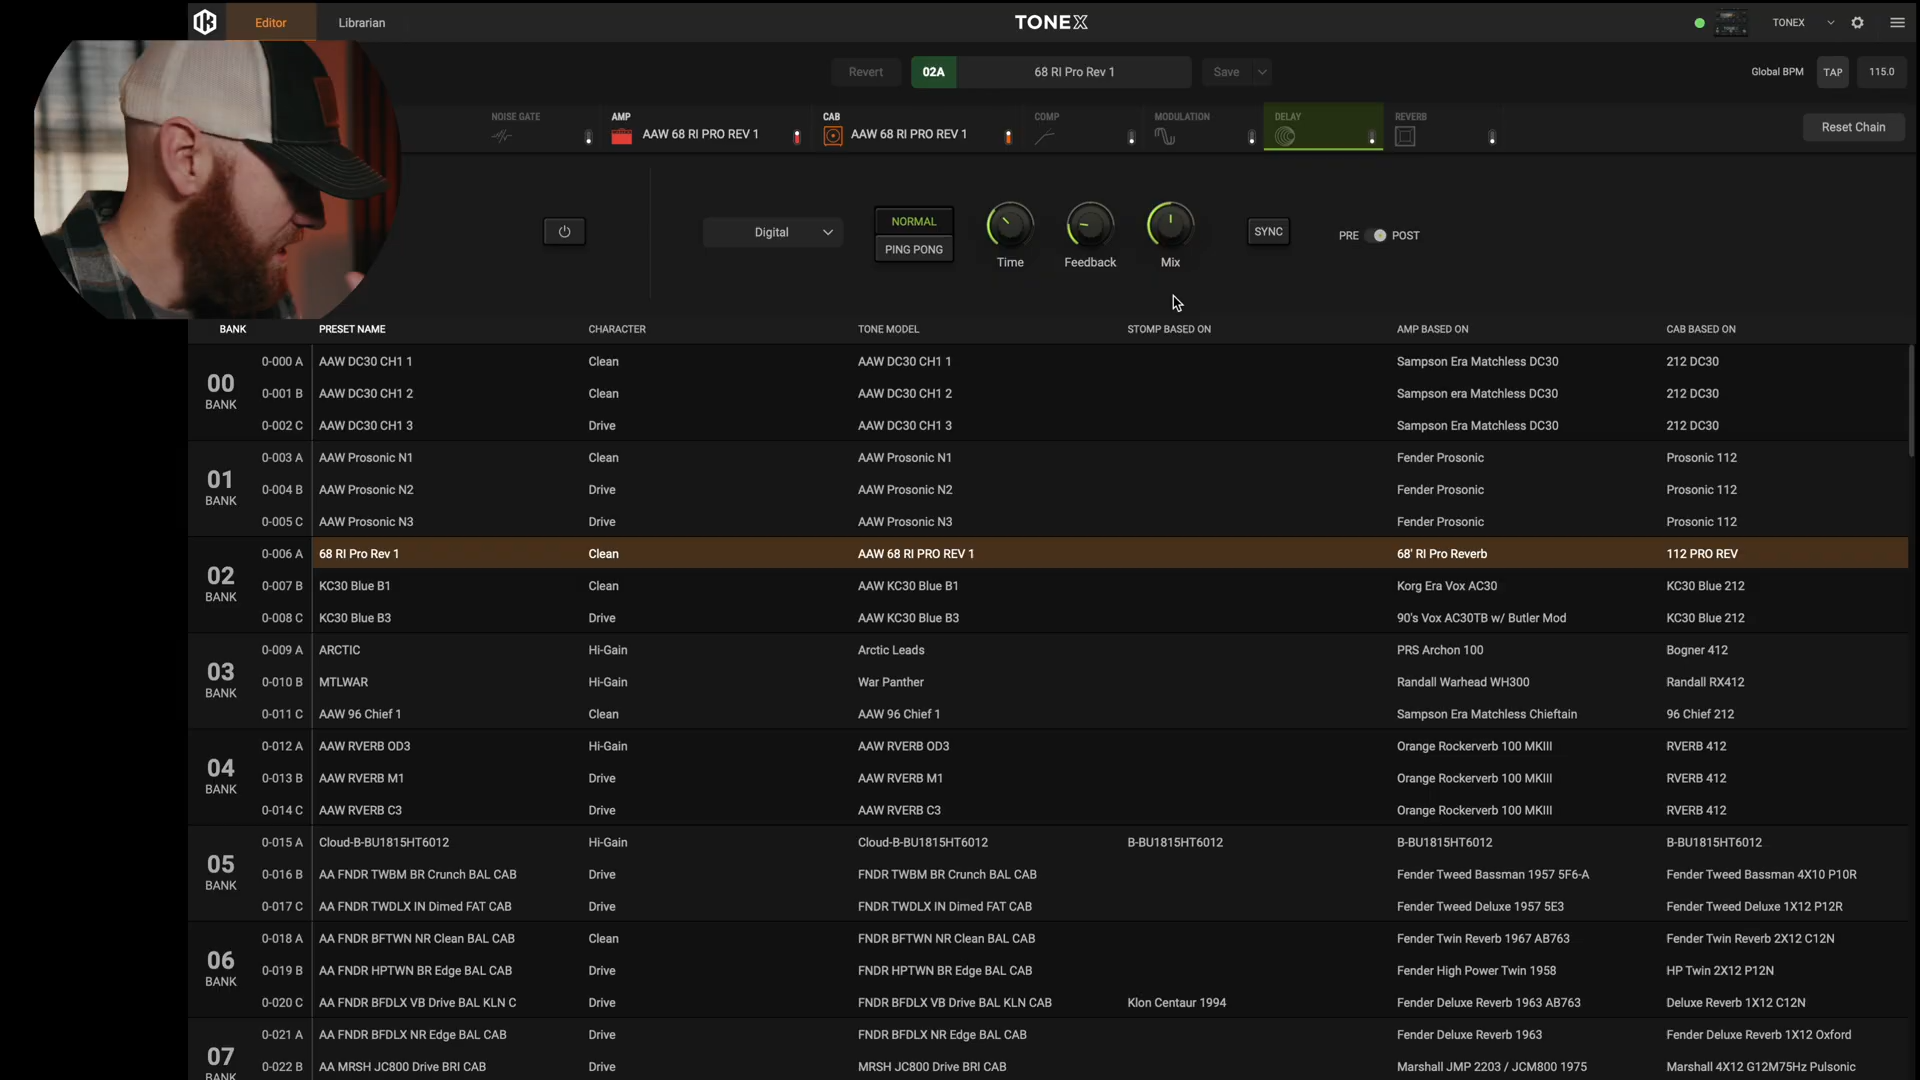 Editor Librarian TONEX TONEX
Revert 02A 68 RI Pro Rev 1 Save Global BPM TAP 115.0
NOISE GATE AMP AAW 68 RI PRO REV 1 CAB AAW 68 RI PRO REV 1 COMP MODULATION DELAY REVERB Reset Chain
Digital NORMAL PING PONG Time Feedback Mix SYNC PRE POST
BANK PRESET NAME CHARACTER TONE MODEL STOMP BASED ON AMP BASED ON CAB BASED ON
00 BANK
0-000 A AAW DC30 CH1 1 Clean AAW DC30 CH1 1 Sampson Era Matchless DC30 212 DC30
0-001 B AAW DC30 CH1 2 Clean AAW DC30 CH1 2 Sampson era Matchless DC30 212 DC30
0-002 C AAW DC30 CH1 3 Drive AAW DC30 CH1 3 Sampson Era Matchless DC30 212 DC30
01 BANK
0-003 A AAW Prosonic N1 Clean AAW Prosonic N1 Fender Prosonic Prosonic 112
0-004 B AAW Prosonic N2 Drive AAW Prosonic N2 Fender Prosonic Prosonic 112
0-005 C AAW Prosonic N3 Drive AAW Prosonic N3 Fender Prosonic Prosonic 112
02 BANK
0-006 A 68 RI Pro Rev 1 Clean AAW 68 RI PRO REV 1 68' RI Pro Reverb 112 PRO REV
0-007 B KC30 Blue B1 Clean AAW KC30 Blue B1 Korg Era Vox AC30 KC30 Blue 212
0-008 C KC30 Blue B3 Drive AAW KC30 Blue B3 90's Vox AC30TB w/ Butler Mod KC30 Blue 212
03 BANK
0-009 A ARCTIC Hi-Gain Arctic Leads PRS Archon 100 Bogner 412
0-010 B MTLWAR Hi-Gain War Panther Randall Warhead WH300 Randall RX412
0-011 C AAW 96 Chief 1 Clean AAW 96 Chief 1 Sampson Era Matchless Chieftain 96 Chief 212
04 BANK
0-012 A AAW RVERB OD3 Hi-Gain AAW RVERB OD3 Orange Rockerverb 100 MKIII RVERB 412
0-013 B AAW RVERB M1 Drive AAW RVERB M1 Orange Rockerverb 100 MKIII RVERB 412
0-014 C AAW RVERB C3 Drive AAW RVERB C3 Orange Rockerverb 100 MKIII RVERB 412
05 BANK
0-015 A Cloud-B-BU1815HT6012 Hi-Gain Cloud-B-BU1815HT6012 B-BU1815HT6012 B-BU1815HT6012 B-BU1815HT6012
0-016 B AA FNDR TWBM BR Crunch BAL CAB Drive FNDR TWBM BR Crunch BAL CAB Fender Tweed Bassman 1957 5F6-A Fender Tweed Bassman 4X10 P10R
0-017 C AA FNDR TWDLX IN Dimed FAT CAB Drive FNDR TWDLX IN Dimed FAT CAB Fender Tweed Deluxe 1957 5E3 Fender Tweed Deluxe 1X12 P12R
06 BANK
0-018 A AA FNDR BFTWN NR Clean BAL CAB Clean FNDR BFTWN NR Clean BAL CAB Fender Twin Reverb 1967 AB763 Fender Twin Reverb 2X12 C12N
0-019 B AA FNDR HPTWN BR Edge BAL CAB Drive FNDR HPTWN BR Edge BAL CAB Fender High Power Twin 1958 HP Twin 2X12 P12N
0-020 C AA FNDR BFDLX VB Drive BAL KLN C Drive FNDR BFDLX VB Drive BAL KLN CAB Klon Centaur 1994 Fender Deluxe Reverb 1963 AB763 Deluxe Reverb 1X12 C12N
07 BANK
0-021 A AA FNDR BFDLX NR Edge BAL CAB Drive FNDR BFDLX NR Edge BAL CAB Fender Deluxe Reverb 1963 Fender Deluxe Reverb 1X12 Oxford
0-022 B AA MRSH JC800 Drive BRI CAB Drive MRSH JC800 Drive BRI CAB Marshall JMP 2203 / JCM800 1975 Marshall 4X12 G12M75Hz Pulsonic